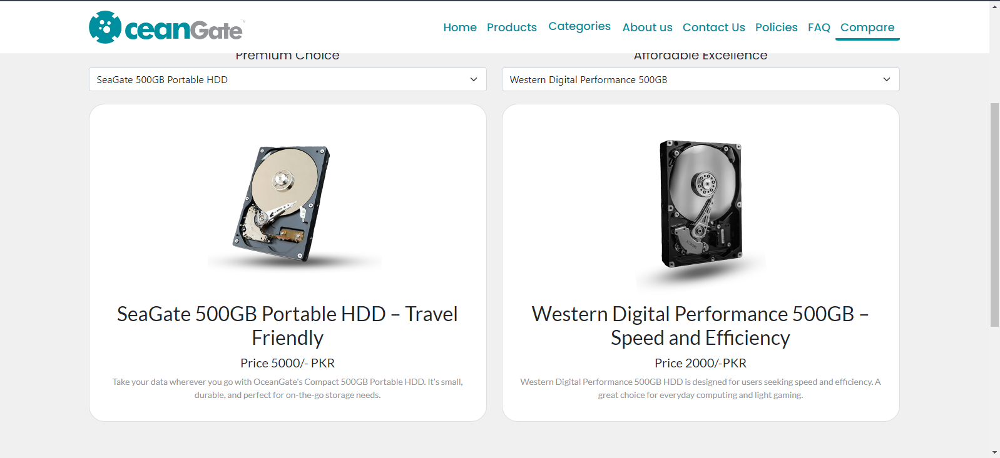 ceanGate™
Home Products Categories About us Contact Us Policies FAQ Compare
Premium Choice
Affordable Excellence
SeaGate 500GB Portable HDD
Western Digital Performance 500GB
SeaGate 500GB Portable HDD – Travel
Friendly
Price 5000/- PKR
Take your data wherever you go with OceanGate's Compact 500GB Portable HDD. It's small,
durable, and perfect for on-the-go storage needs.
Western Digital Performance 500GB –
Speed and Efficiency
Price 2000/-PKR
Western Digital Performance 500GB HDD is designed for users seeking speed and efficiency. A
great choice for everyday computing and light gaming.